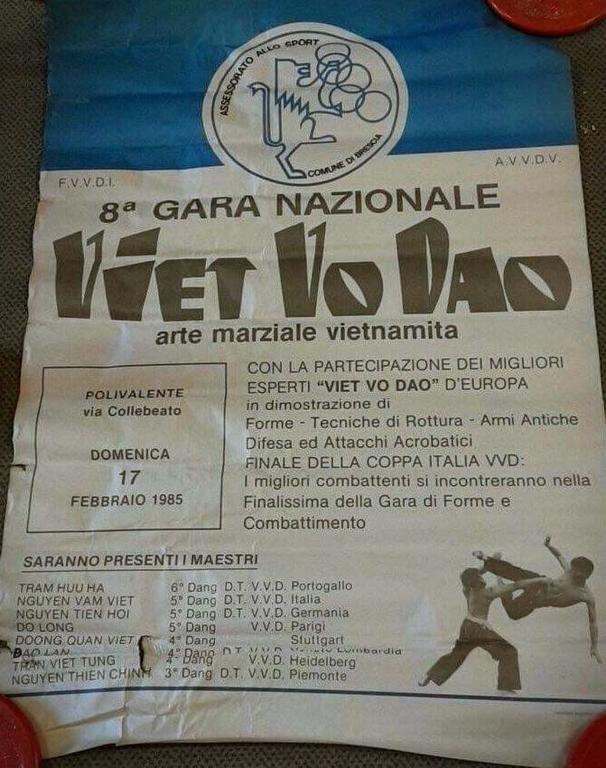 ASSESSORATO ALLO SPORT
COMUNE DI BRESCIA
F.V.V.D.I.
A.V.V.D.V.
8ª GARA NAZIONALE
VIET VO DAO
arte marziale vietnamita
POLIVALENTE
via Collebeato
DOMENICA
17
FEBBRAIO 1985
CON LA PARTECIPAZIONE DEI MIGLIORI
ESPERTI “VIET VO DAO” D'EUROPA
in dimostrazione di
Forme - Tecniche di Rottura - Armi Antiche
Difesa ed Attacchi Acrobatici
FINALE DELLA COPPA ITALIA VVD:
I migliori combattenti si incontreranno nella
Finalissima della Gara di Forme e
Combattimento
SARANNO PRESENTI I MAESTRI
TRAM HUU HA 6° Dang D.T. V.V.D. Portogallo
NGUYEN VAM VIET 5° Dang D.T. V.V.D. Italia
NGUYEN TIEN HOI 5° Dang D.T. V.V.D. Germania
DO LONG 5° Dang V.V.D. Parigi
DOONG QUAN VIET 4° Dang Stuttgart
BAO LAN 4° Dang D.T. V.V.D. Veneto Lombardia
TRAN VIET TUNG 4° Dang V.V.D. Heidelberg
NGUYEN THIEN CHINH 3° Dang D.T. V.V.D. Piemonte